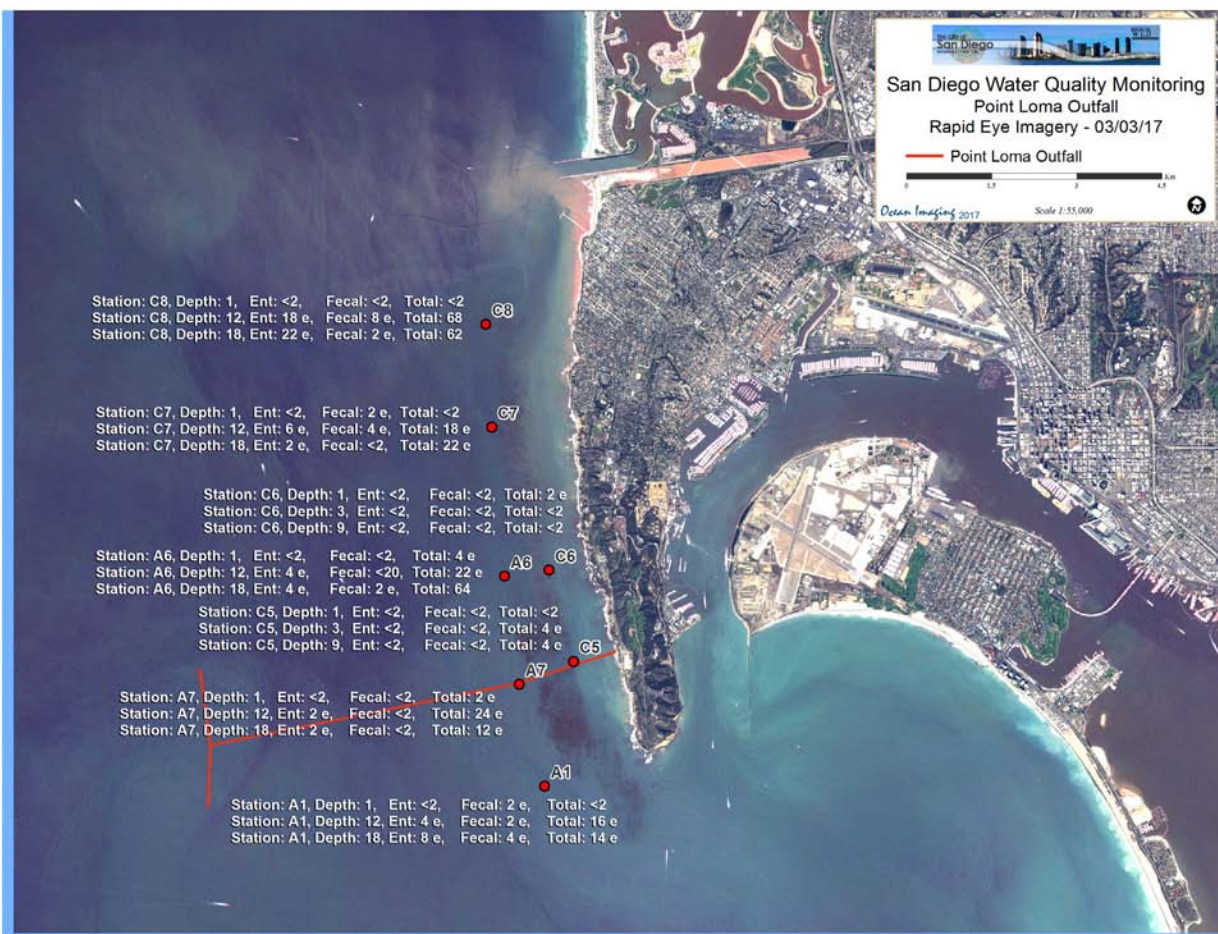 The City of
San Diego
San Diego Water Quality Monitoring
Point Loma Outfall
Rapid Eye Imagery - 03/03/17
Point Loma Outfall
0 1.5 3 4.5 Km
Ocean Imaging 2017 Scale 1:55,000
N
Station: C8, Depth: 1, Ent: <2, Fecal: <2, Total: <2
Station: C8, Depth: 12, Ent: 18 e, Fecal: 8 e, Total: 68
Station: C8, Depth: 18, Ent: 22 e, Fecal: 2 e, Total: 62
C8
Station: C7, Depth: 1, Ent: <2, Fecal: 2 e, Total: <2
Station: C7, Depth: 12, Ent: 6 e, Fecal: 4 e, Total: 18 e
Station: C7, Depth: 18, Ent: 2 e, Fecal: <2, Total: 22 e
C7
Station: C6, Depth: 1, Ent: <2, Fecal: <2, Total: 2 e
Station: C6, Depth: 3, Ent: <2, Fecal: <2, Total: <2
Station: C6, Depth: 9, Ent: <2, Fecal: <2, Total: <2
C6
Station: A6, Depth: 1, Ent: <2, Fecal: <2, Total: 4 e
Station: A6, Depth: 12, Ent: 4 e, Fecal: <20, Total: 22 e
Station: A6, Depth: 18, Ent: 4 e, Fecal: 2 e, Total: 64
A6
Station: C5, Depth: 1, Ent: <2, Fecal: <2, Total: <2
Station: C5, Depth: 3, Ent: <2, Fecal: <2, Total: 4 e
Station: C5, Depth: 9, Ent: <2, Fecal: <2, Total: 4 e
C5
A7
Station: A7, Depth: 1, Ent: <2, Fecal: <2, Total: 2 e
Station: A7, Depth: 12, Ent: 2 e, Fecal: <2, Total: 24 e
Station: A7, Depth: 18, Ent: 2 e, Fecal: <2, Total: 12 e
A1
Station: A1, Depth: 1, Ent: <2, Fecal: 2 e, Total: <2
Station: A1, Depth: 12, Ent: 4 e, Fecal: 2 e, Total: 16 e
Station: A1, Depth: 18, Ent: 8 e, Fecal: 4 e, Total: 14 e